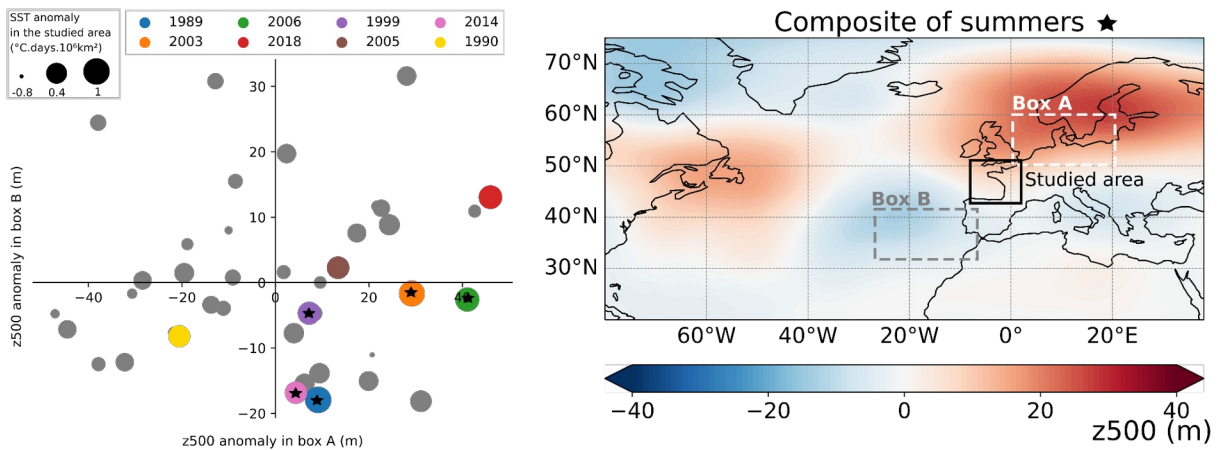 SST anomaly
in the studied area
(°C.days.10⁶km²)
-0.8 0.4 1
1989 2006 1999 2014
2003 2018 2005 1990
z500 anomaly in box B (m)
30
20
10
0
−10
−20
−40 −20 0 20 40
z500 anomaly in box A (m)
Composite of summers ★
70°N
60°N
50°N
40°N
30°N
Box A
Studied area
Box B
60°W 40°W 20°W 0° 20°E
−40 −20 0 20 40
z500 (m)